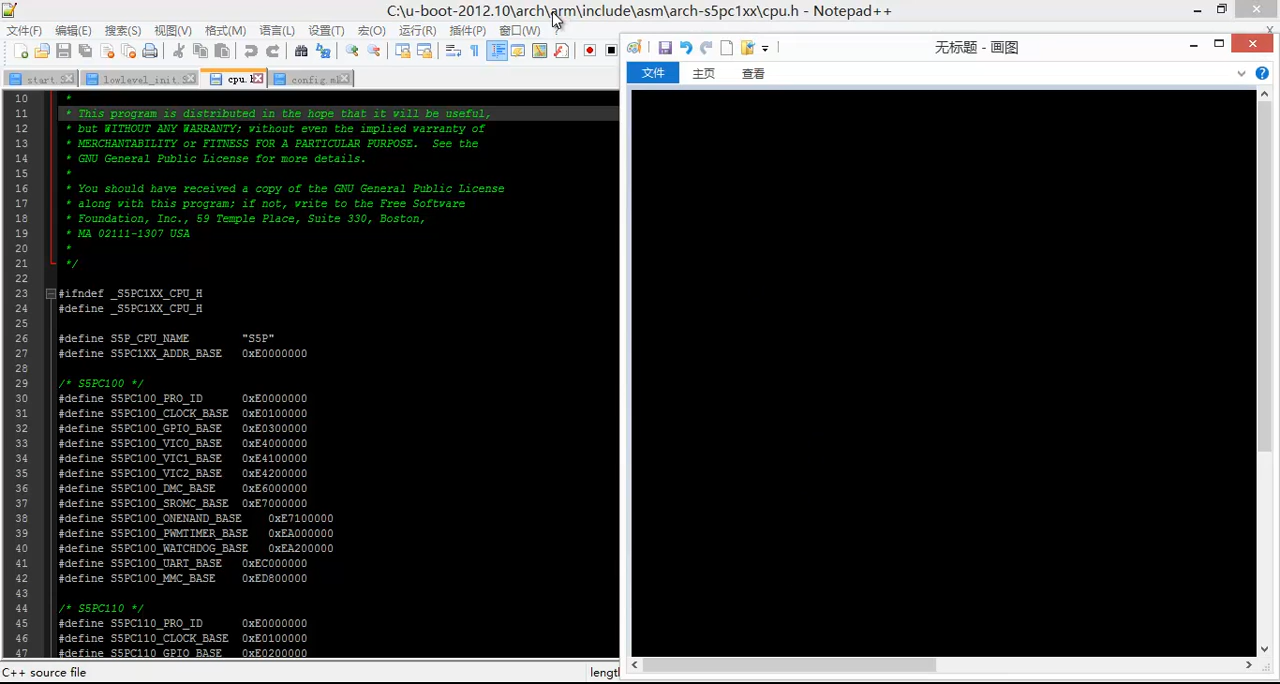 C:\u-boot-2012.10\arch\arm\include\asm\arch-s5pc1xx\cpu.h - Notepad++
文件(F) 编辑(E) 搜索(S) 视图(V) 格式(M) 语言(L) 设置(T) 宏(O) 运行(R) 插件(P) 窗口(W) ?
start lowlevel_init cpu. config.m
10 *
11 * This program is distributed in the hope that it will be useful,
12 * but WITHOUT ANY WARRANTY; without even the implied warranty of
13 * MERCHANTABILITY or FITNESS FOR A PARTICULAR PURPOSE.  See the
14 * GNU General Public License for more details.
15 *
16 * You should have received a copy of the GNU General Public License
17 * along with this program; if not, write to the Free Software
18 * Foundation, Inc., 59 Temple Place, Suite 330, Boston,
19 * MA 02111-1307 USA
20 *
21 */
22
23 #ifndef _S5PC1XX_CPU_H
24 #define _S5PC1XX_CPU_H
25
26 #define S5P_CPU_NAME "S5P"
27 #define S5PC1XX_ADDR_BASE 0xE0000000
28
29 /* S5PC100 */
30 #define S5PC100_PRO_ID 0xE0000000
31 #define S5PC100_CLOCK_BASE 0xE0100000
32 #define S5PC100_GPIO_BASE 0xE0300000
33 #define S5PC100_VIC0_BASE 0xE4000000
34 #define S5PC100_VIC1_BASE 0xE4100000
35 #define S5PC100_VIC2_BASE 0xE4200000
36 #define S5PC100_DMC_BASE 0xE6000000
37 #define S5PC100_SROMC_BASE 0xE7000000
38 #define S5PC100_ONENAND_BASE 0xE7100000
39 #define S5PC100_PWMTIMER_BASE 0xEA000000
40 #define S5PC100_WATCHDOG_BASE 0xEA200000
41 #define S5PC100_UART_BASE 0xEC000000
42 #define S5PC100_MMC_BASE 0xED800000
43
44 /* S5PC110 */
45 #define S5PC110_PRO_ID 0xE0000000
46 #define S5PC110_CLOCK_BASE 0xE0100000
47 #define S5PC110_GPIO_BASE 0xE0200000
C++ source file lengt
无标题 - 画图
文件 主页 查看